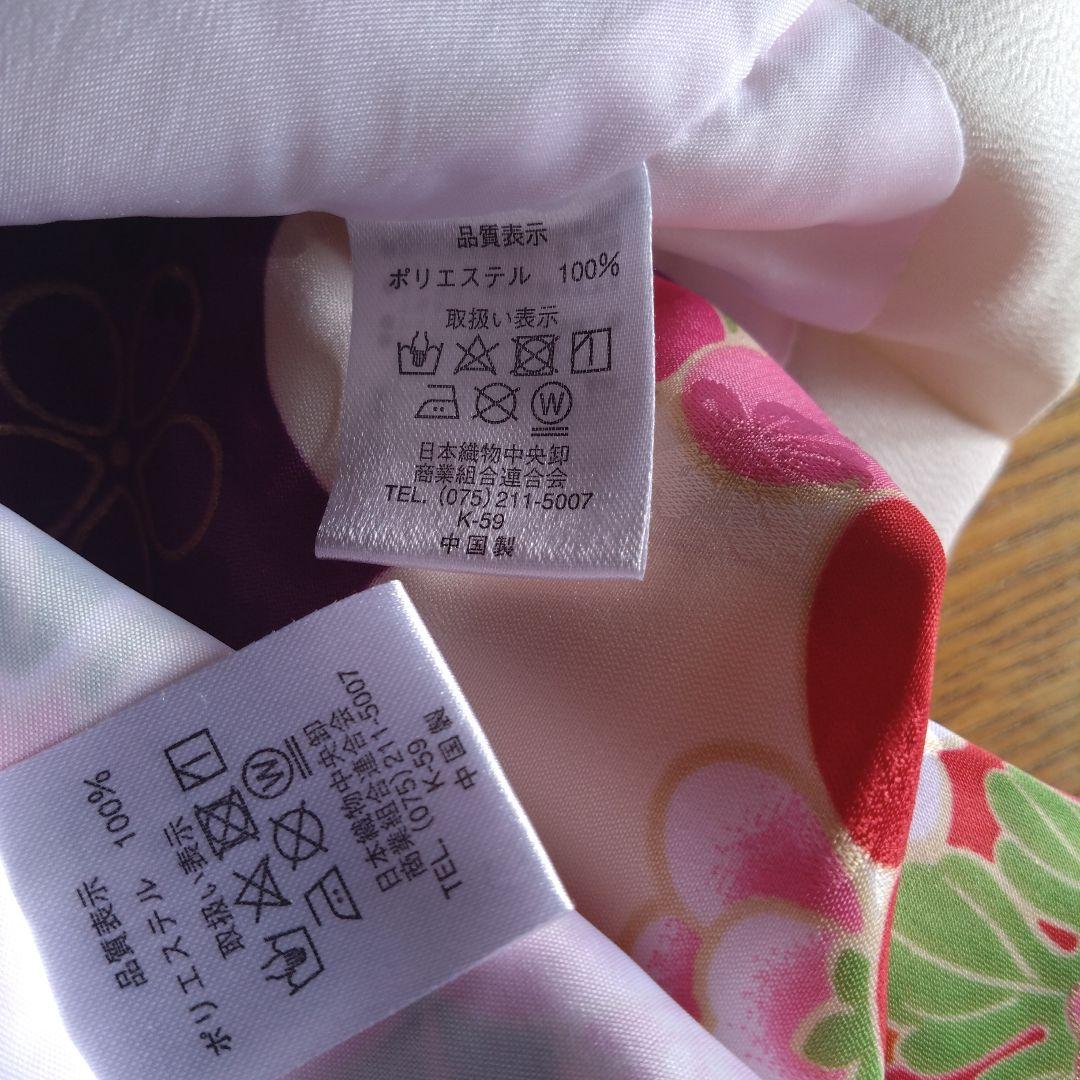 品質表示
ポリエステル 100%
取扱い表示
W
日本織物中央卸
商業組合連合会
TEL. (075)211-5007
K-59
中国製
品質表示
ポリエステル 100%
取扱い表示
W
日本織物中央卸
商業組合連合会
TEL. (075)211-5007
K-59
中国製